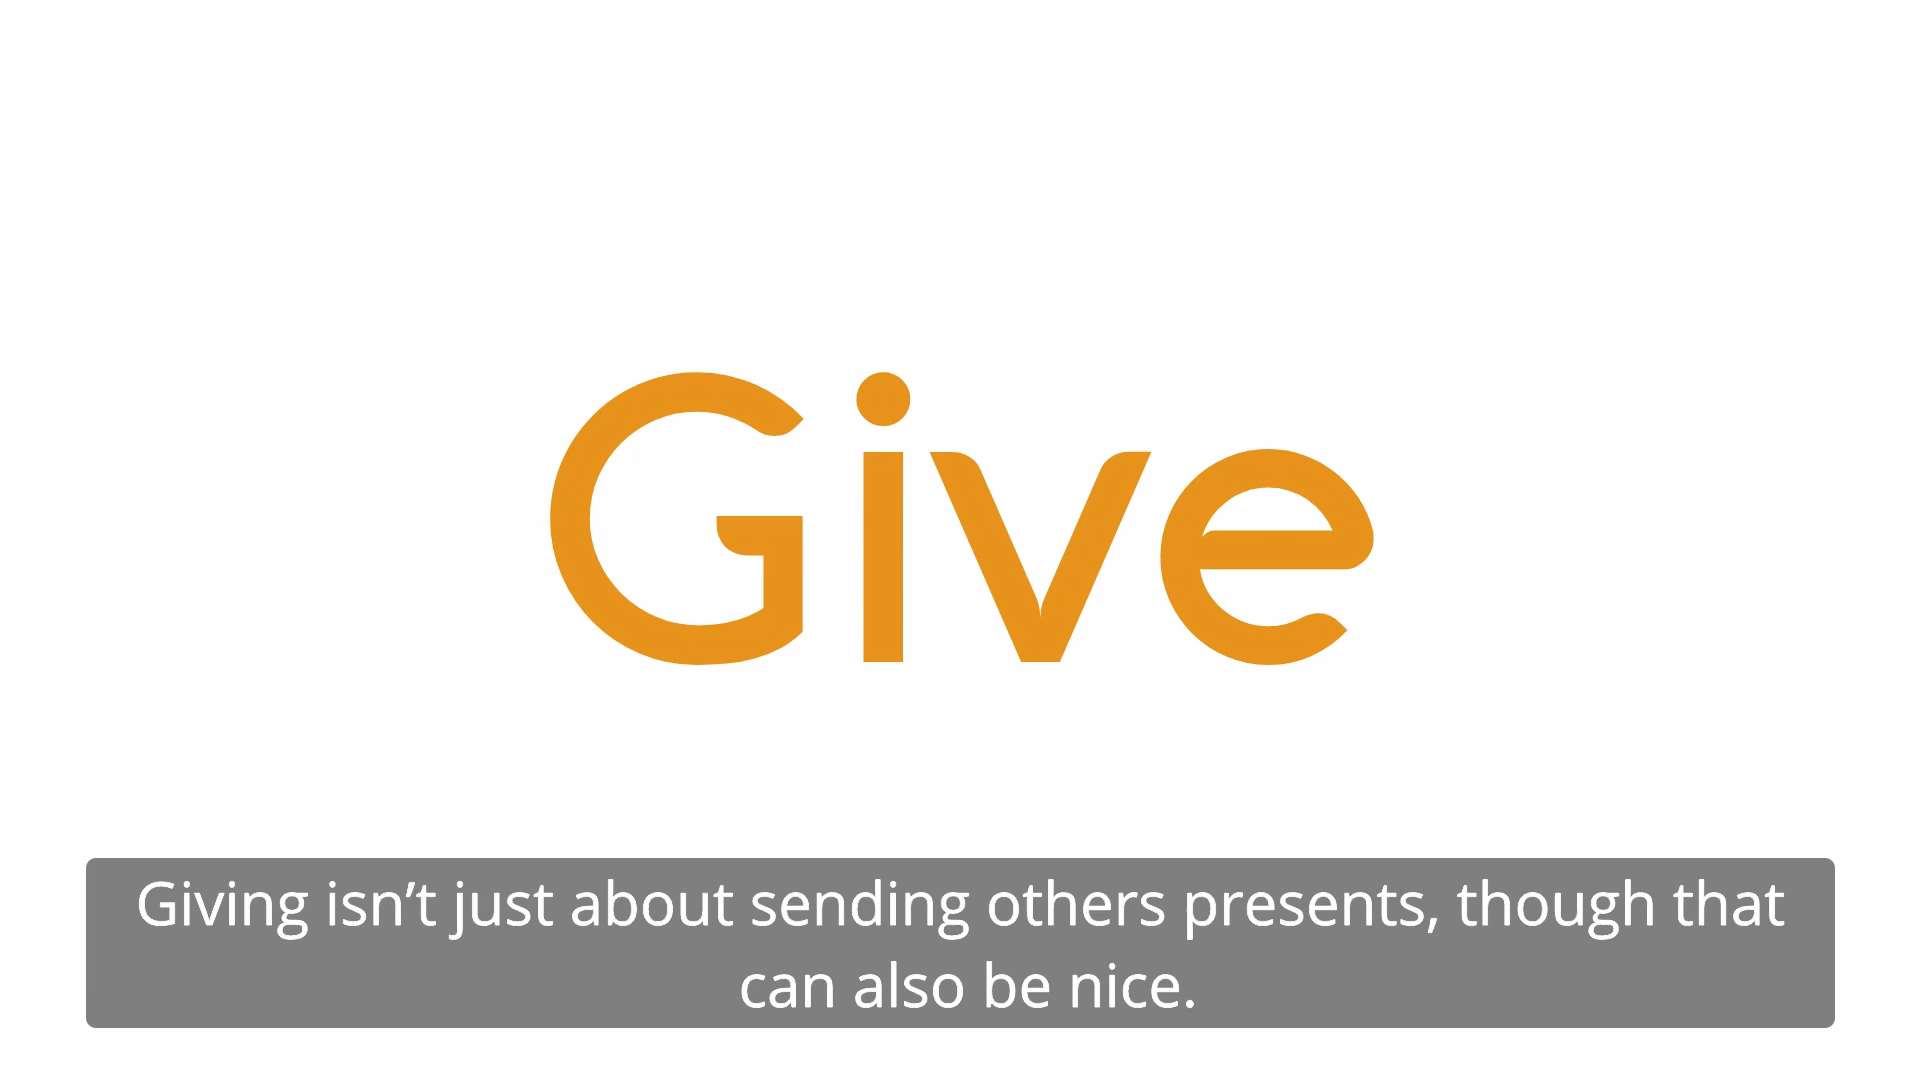 Give
Giving isn’t just about sending others presents, though that
can also be nice.